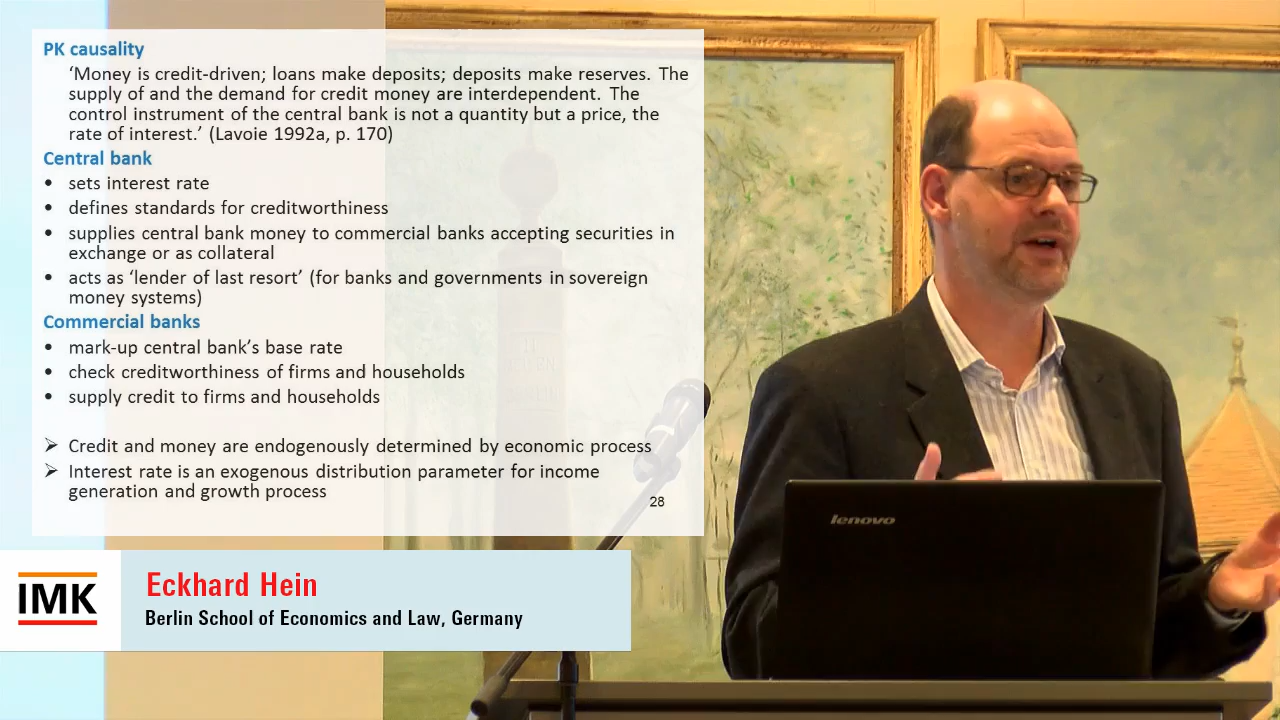 PK causality
‘Money is credit-driven; loans make deposits; deposits make reserves. The
supply of and the demand for credit money are interdependent. The
control instrument of the central bank is not a quantity but a price, the
rate of interest.’ (Lavoie 1992a, p. 170)
Central bank
• sets interest rate
• defines standards for creditworthiness
• supplies central bank money to commercial banks accepting securities in
exchange or as collateral
• acts as ‘lender of last resort’ (for banks and governments in sovereign
money systems)
Commercial banks
• mark-up central bank’s base rate
• check creditworthiness of firms and households
• supply credit to firms and households
➢ Credit and money are endogenously determined by economic process
➢ Interest rate is an exogenous distribution parameter for income
generation and growth process
28
lenovo
IMK
Eckhard Hein
Berlin School of Economics and Law, Germany